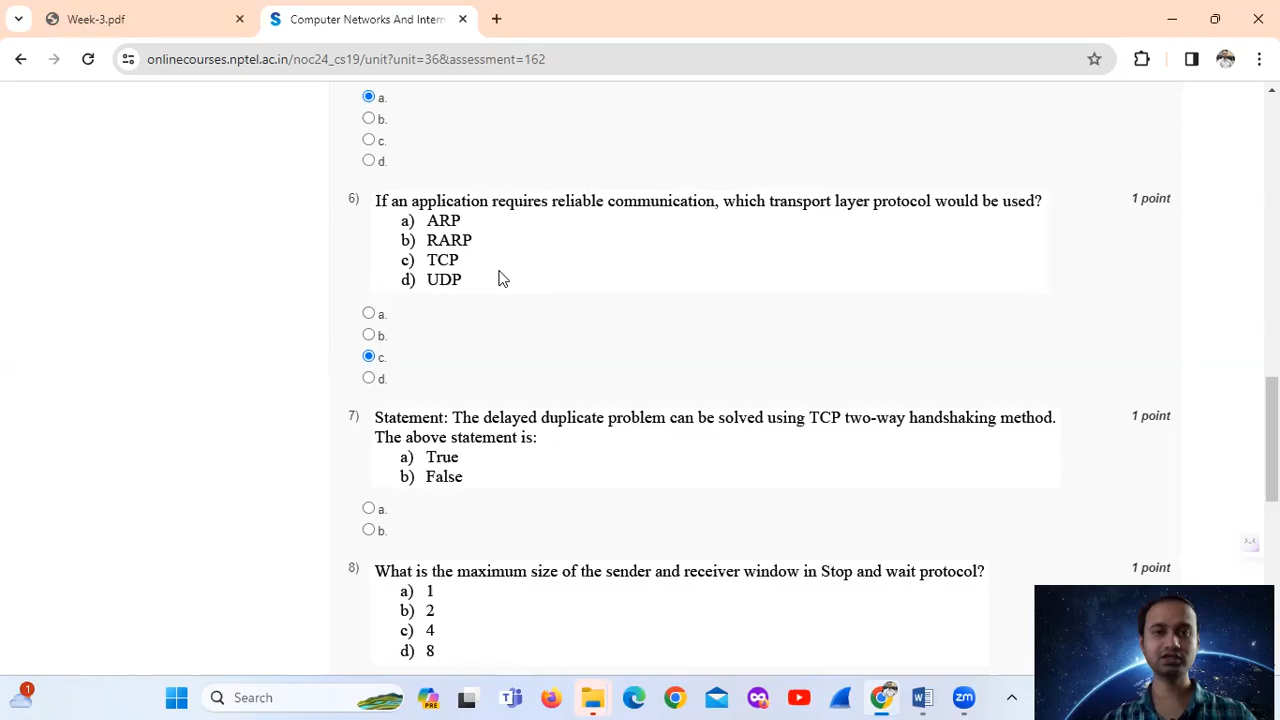 Week-3.pdf
Computer Networks And Intern
onlinecourses.nptel.ac.in/noc24_cs19/unit?unit=36&assessment=162
a.
b.
c.
d.
6) If an application requires reliable communication, which transport layer protocol would be used? 1 point
a) ARP
b) RARP
c) TCP
d) UDP
a.
b.
c.
d.
7) Statement: The delayed duplicate problem can be solved using TCP two-way handshaking method. 1 point
The above statement is:
a) True
b) False
a.
b.
8) What is the maximum size of the sender and receiver window in Stop and wait protocol? 1 point
a) 1
b) 2
c) 4
d) 8
1
Search
PRE
zm